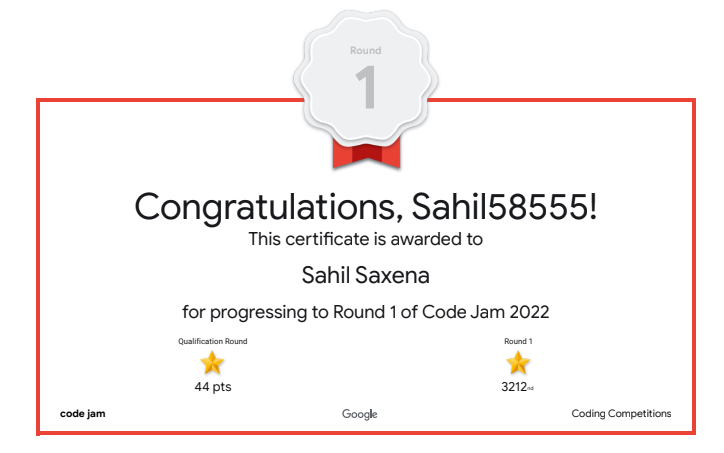 Round
1
Congratulations, Sahil58555!
This certificate is awarded to
Sahil Saxena
for progressing to Round 1 of Code Jam 2022
Qualification Round
Round 1
44 pts
3212nd
code jam
Google
Coding Competitions